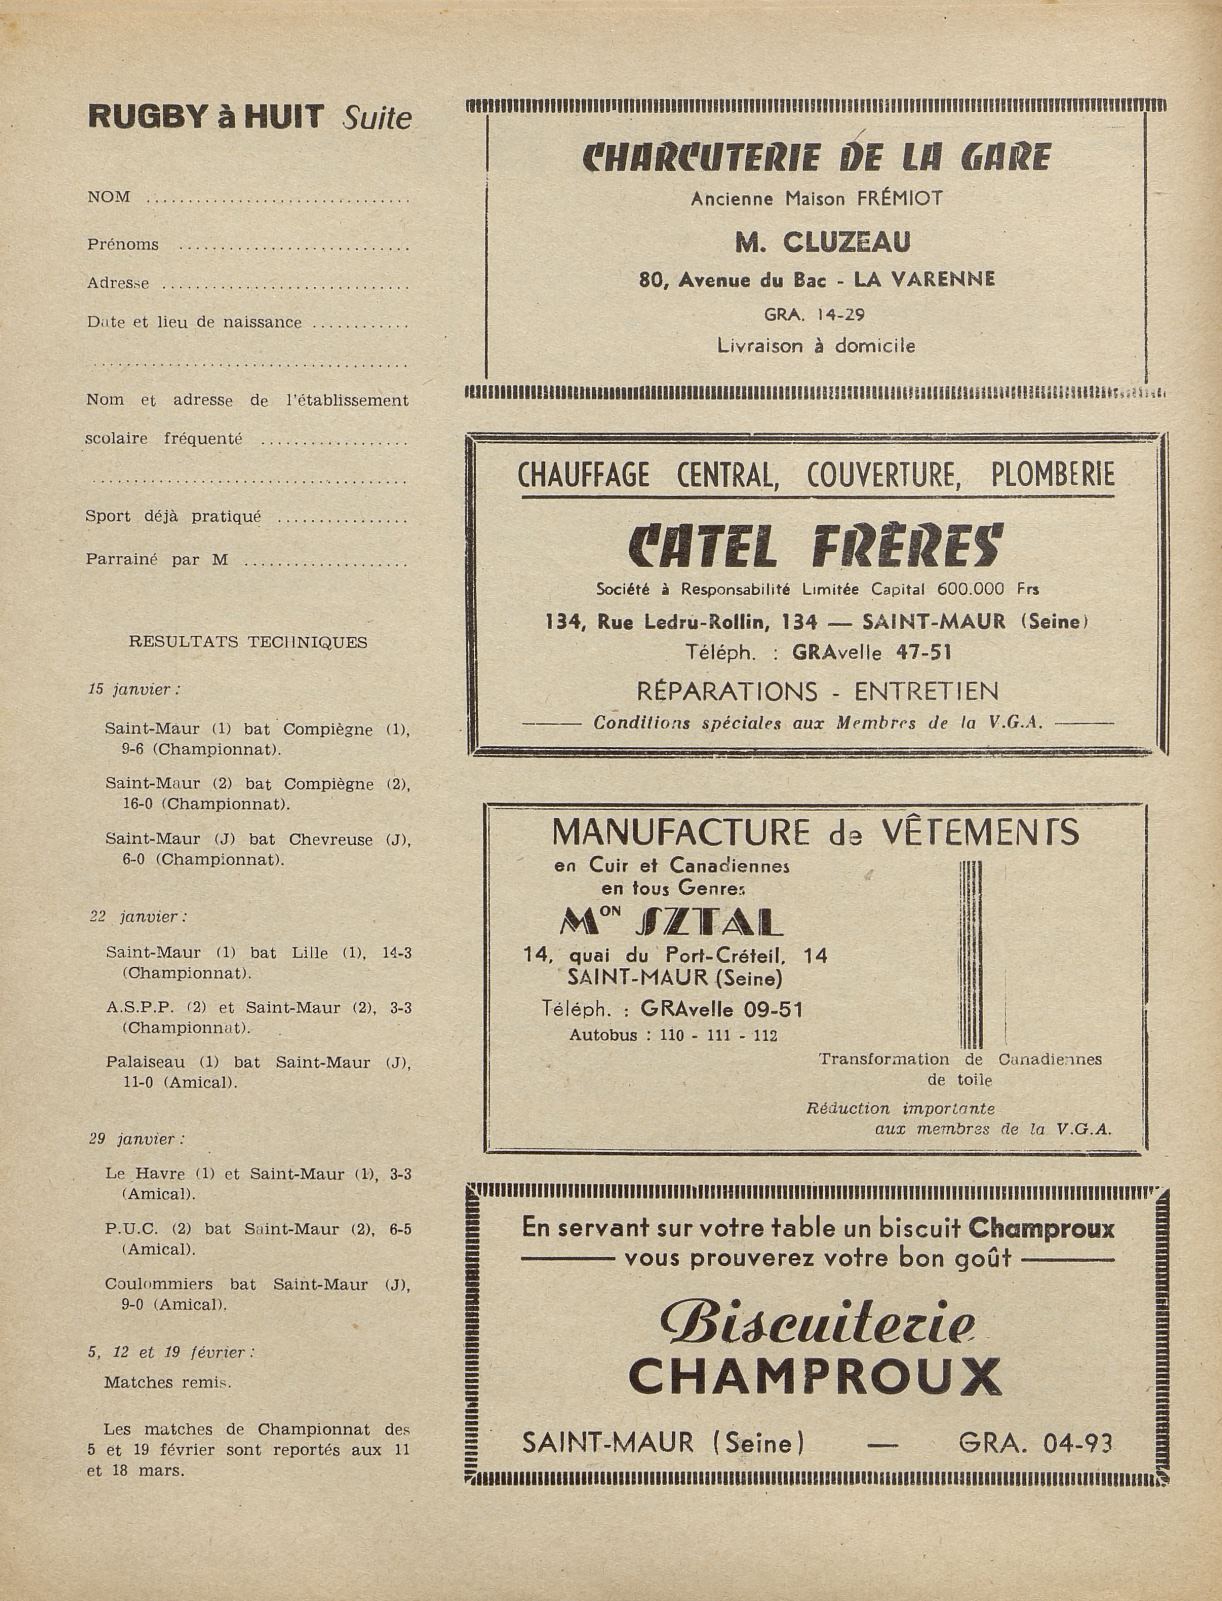 RUGBY à HUIT Suite
NOM ................................
Prénoms ............................
Adresse ..............................
Date et lieu de naissance ............
......................................
Nom et adresse de l'établissement
scolaire fréquenté ..................
......................................
Sport déjà pratiqué ................
Parrainé par M ....................
RESULTATS TECHNIQUES
15 janvier :
Saint-Maur (1) bat Compiègne (1),
9-6 (Championnat).
Saint-Maur (2) bat Compiègne (2),
16-0 (Championnat).
Saint-Maur (J) bat Chevreuse (J),
6-0 (Championnat).
22 janvier :
Saint-Maur (1) bat Lille (1), 14-3
(Championnat).
A.S.P.P. (2) et Saint-Maur (2), 3-3
(Championnat).
Palaiseau (1) bat Saint-Maur (J),
11-0 (Amical).
29 janvier :
Le Havre (1) et Saint-Maur (1), 3-3
(Amical).
P.U.C. (2) bat Saint-Maur (2), 6-5
(Amical).
Coulommiers bat Saint-Maur (J),
9-0 (Amical).
5, 12 et 19 février :
Matches remis.
Les matches de Championnat des
5 et 19 février sont reportés aux 11
et 18 mars.
CHARCUTERIE DE LA GARE
Ancienne Maison FRÉMIOT
M. CLUZEAU
80, Avenue du Bac - LA VARENNE
GRA. 14-29
Livraison à domicile
CHAUFFAGE CENTRAL, COUVERTURE, PLOMBERIE
CATEL FRÈRES
Société à Responsabilité Limitée Capital 600.000 Frs
134, Rue Ledru-Rollin, 134 — SAINT-MAUR (Seine)
Téléph. : GRAvelle 47-51
RÉPARATIONS - ENTRETIEN
Conditions spéciales aux Membres de la V.G.A.
MANUFACTURE de VÊTEMENTS
en Cuir et Canadiennes
en tous Genres
Mon SZTAL
14, quai du Port-Créteil, 14
SAINT-MAUR (Seine)
Téléph. : GRAvelle 09-51
Autobus : 110 - 111 - 112
Transformation de Canadiennes
de toile
Réduction importante
aux membres de la V.G.A.
En servant sur votre table un biscuit Champroux
vous prouverez votre bon goût
Biscuiterie
CHAMPROUX
SAINT-MAUR (Seine) — GRA. 04-93